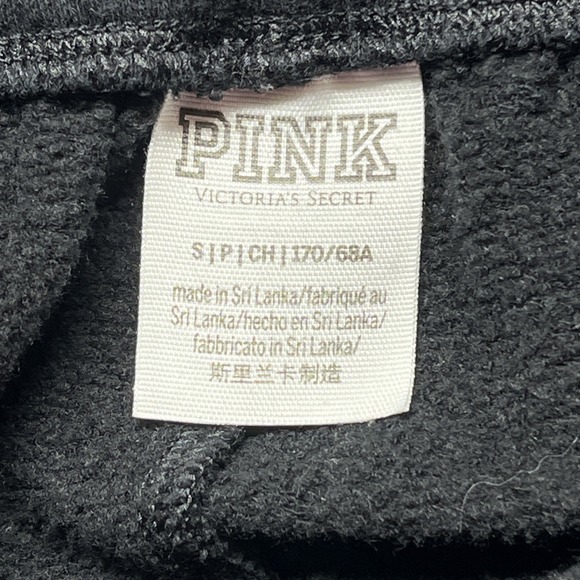 PINK
VICTORIA'S SECRET
S|P|CH|170/68A
made in Sri Lanka/fabriqué au
Sri Lanka/hecho en Sri Lanka/
fabbricato in Sri Lanka/
斯里兰卡制造